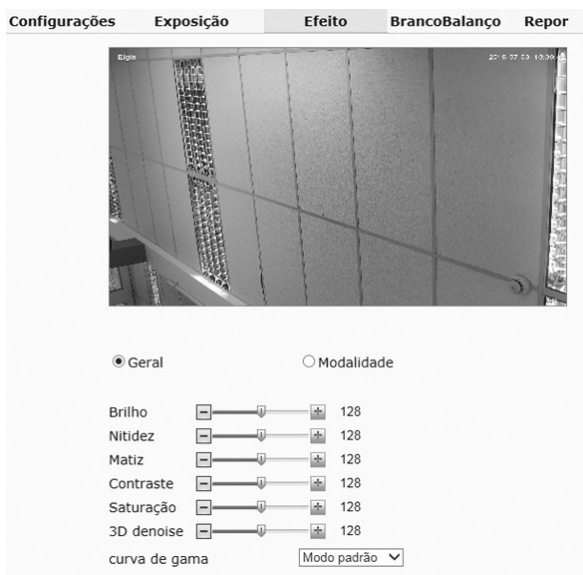 Configurações Exposição Efeito BrancoBalanço Repor
Elgin
Geral Modalidade
Brilho 128
Nitidez 128
Matiz 128
Contraste 128
Saturação 128
3D denoise 128
curva de gama Modo padrão